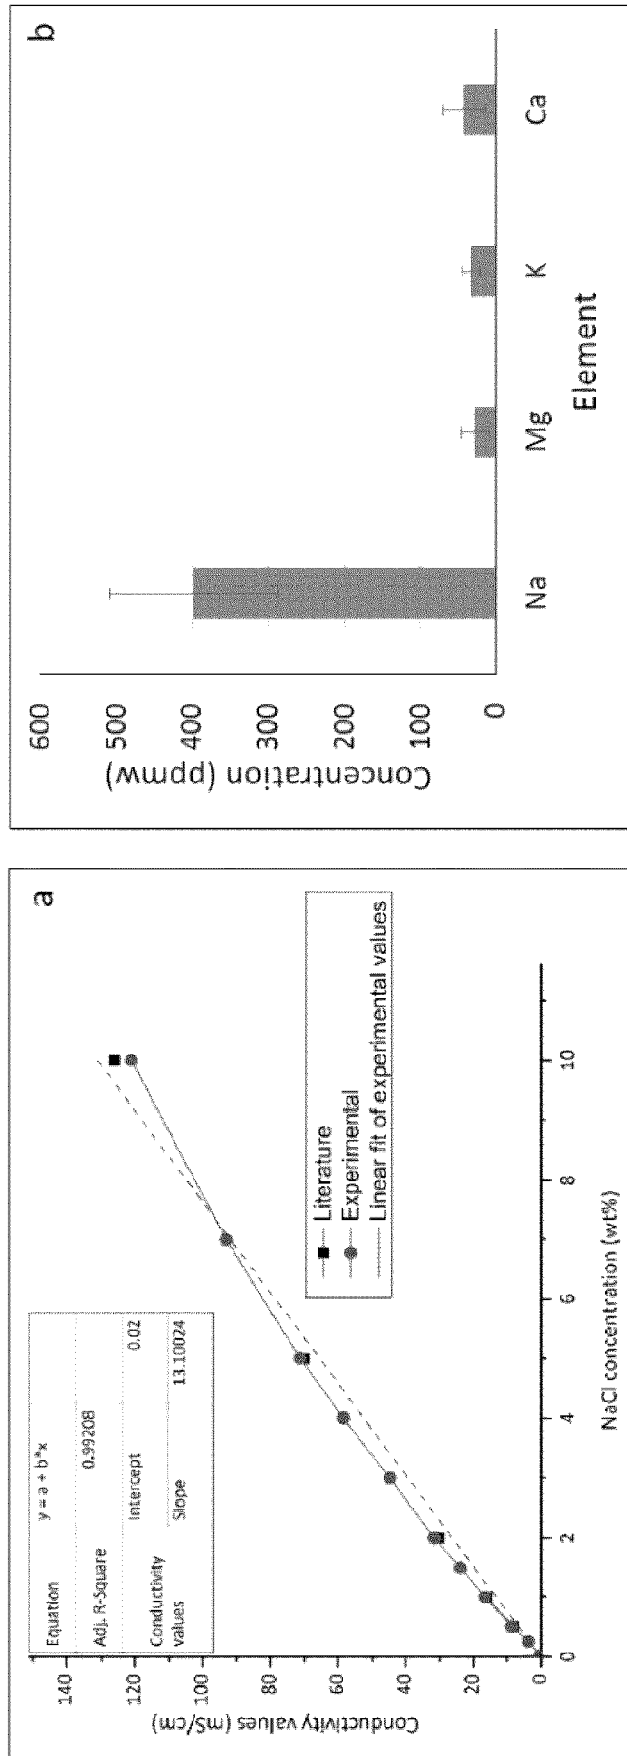 a
Equation y = a + b*x
Adj. R-Square 0.99208
Conductivity values Intercept 0.02
Slope 13.10024
140
120
100
80
60
40
20
0
Conductivity values (mS/cm)
Literature
Experimental
Linear fit of experimental values
0 2 4 6 8 10
NaCl concentration (wt%)
b
600
500
400
300
200
100
0
Concentration (ppmw)
Na Mg K Ca
Element